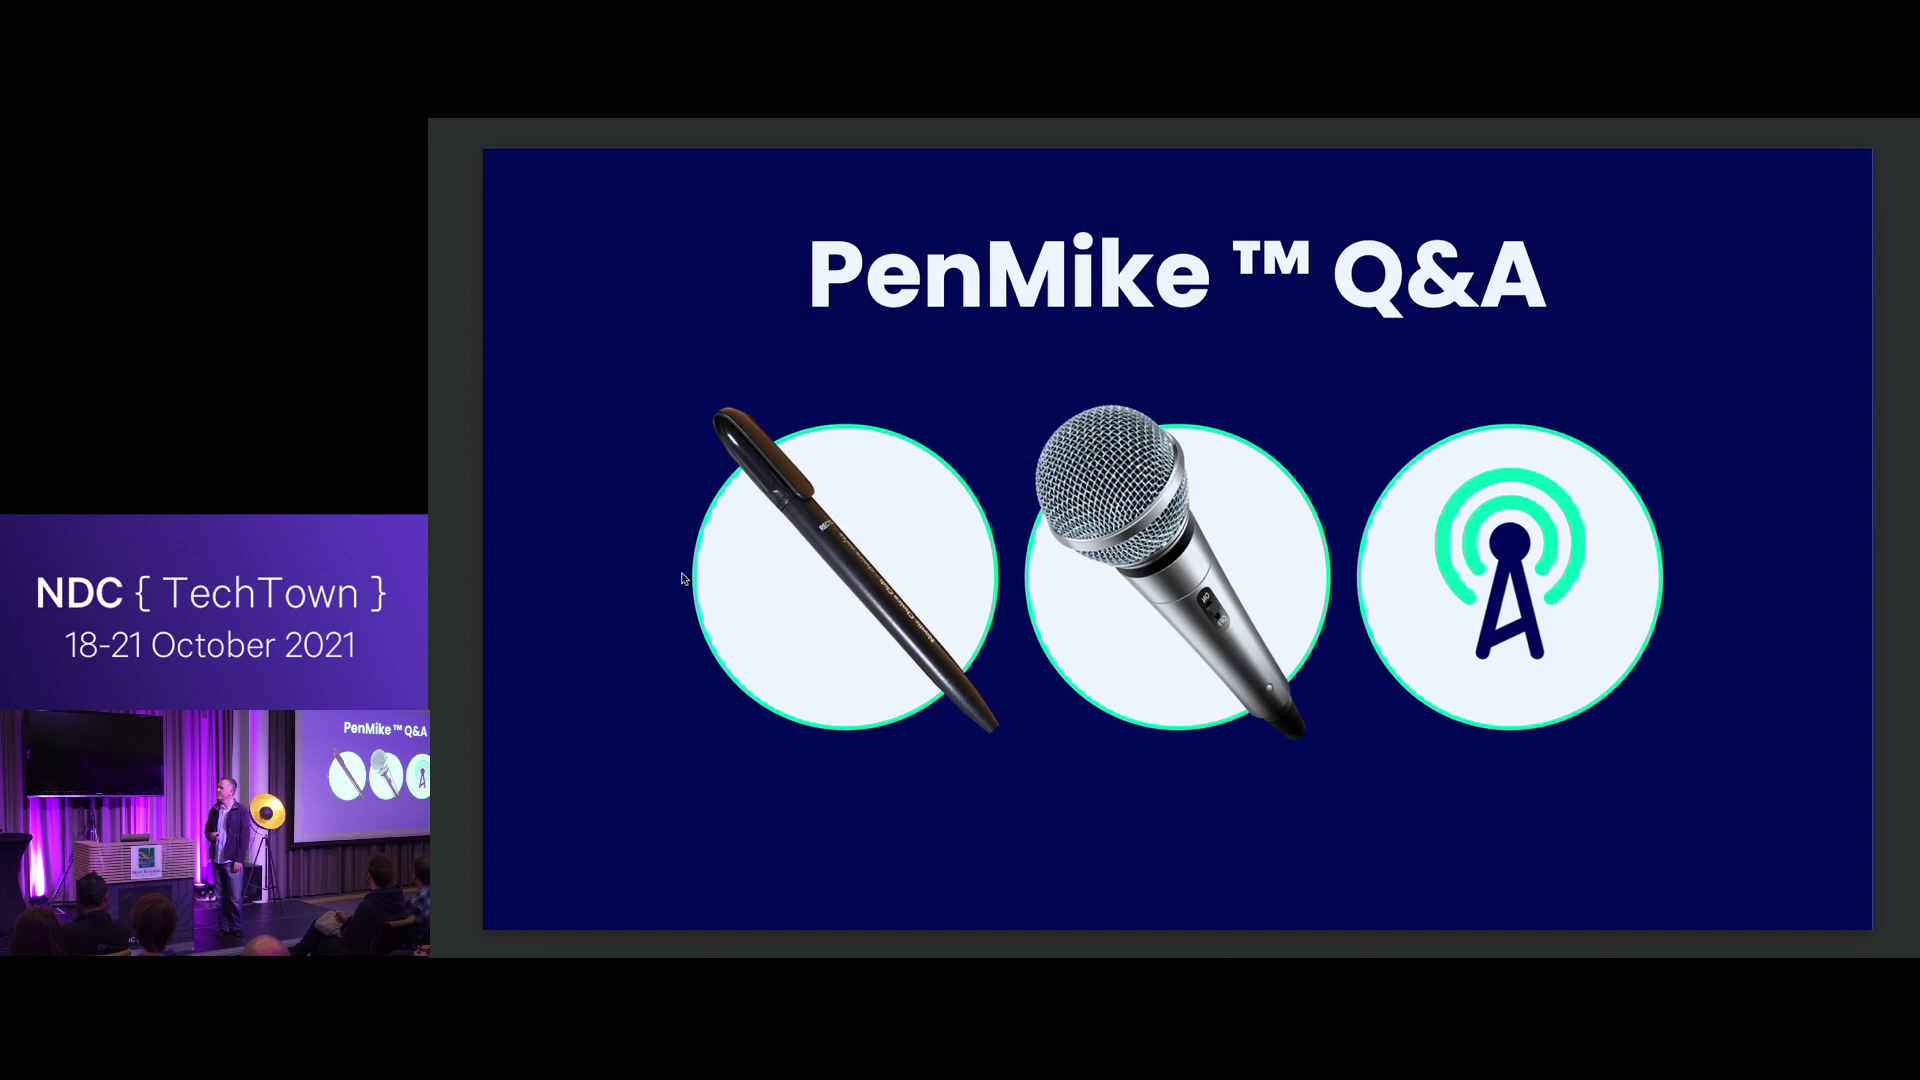 PenMike ™ Q&A
NDC { TechTown }
18-21 October 2021
PenMike ™ Q&A